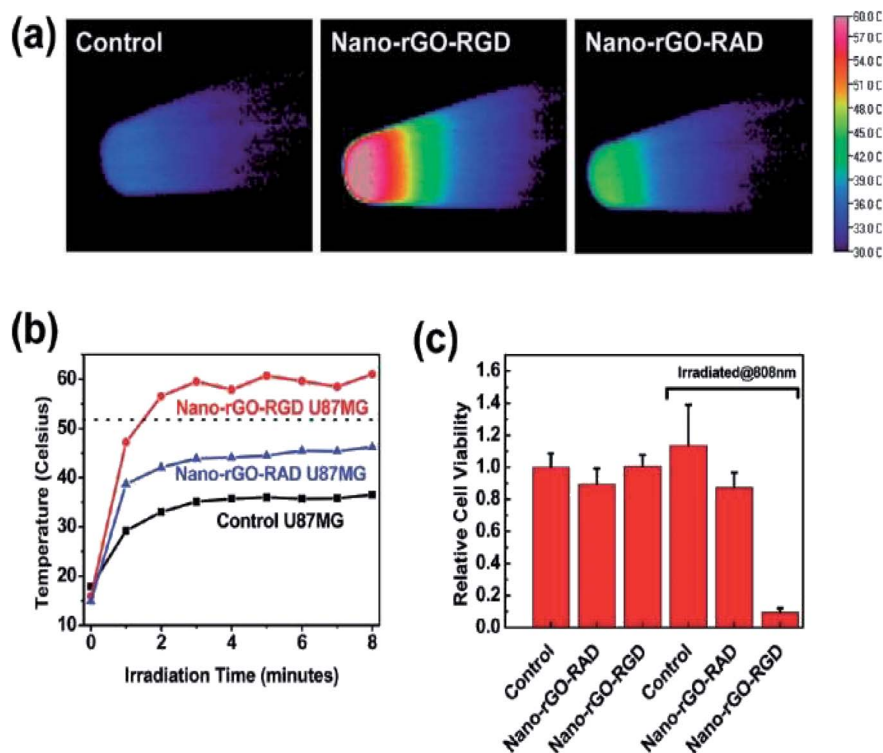 (a)
Control
Nano-rGO-RGD
Nano-rGO-RAD
60.0 C
57.0 C
54.0 C
51.0 C
48.0 C
45.0 C
42.0 C
39.0 C
36.0 C
33.0 C
30.0 C
(b)
Temperature (Celsius)
60
50
40
30
20
10
Nano-rGO-RGD U87MG
Nano-rGO-RAD U87MG
Control U87MG
0
2
4
6
8
Irradiation Time (minutes)
(c)
Relative Cell Viability
1.6
1.4
1.2
1.0
0.8
0.6
0.4
0.2
0.0
Irradiated@808nm
Control
Nano-rGO-RAD
Nano-rGO-RGD
Control
Nano-rGO-RAD
Nano-rGO-RGD